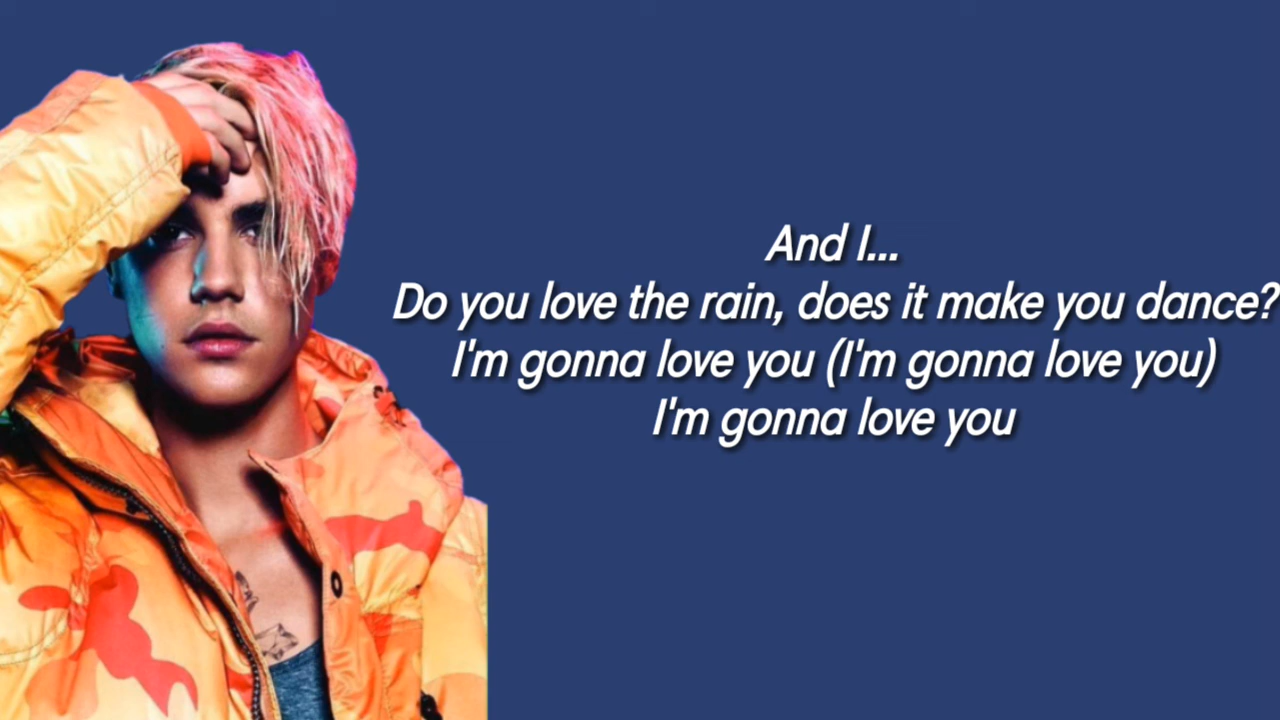 And I...
Do you love the rain, does it make you dance?
I'm gonna love you (I'm gonna love you)
I'm gonna love you